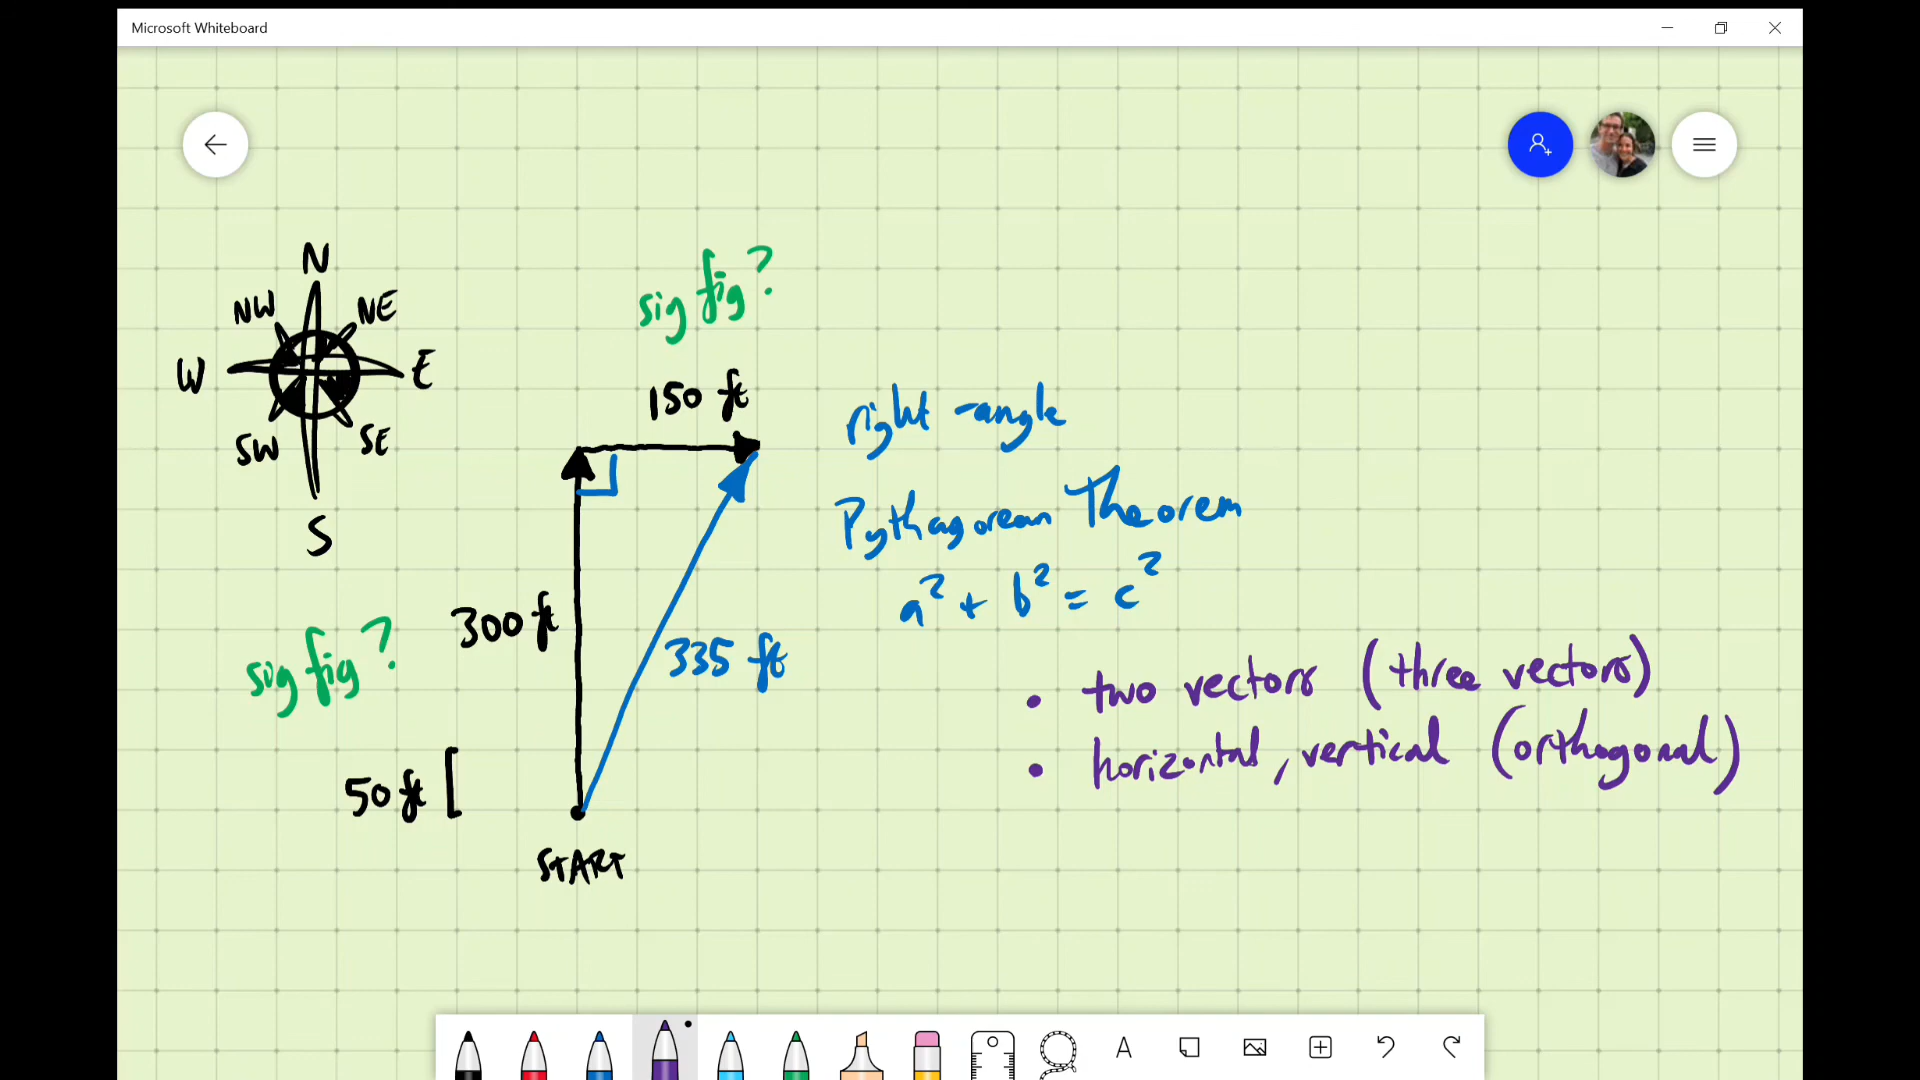 Microsoft Whiteboard
N
NW NE
W E
SW SE
S
sig fig?
150 ft
right-angle
Pythagorean Theorem
a² + b² = c²
300 ft
sig fig?
335 ft
• two vectors (three vectors)
• horizontal, vertical (orthogonal)
50 ft
START
A